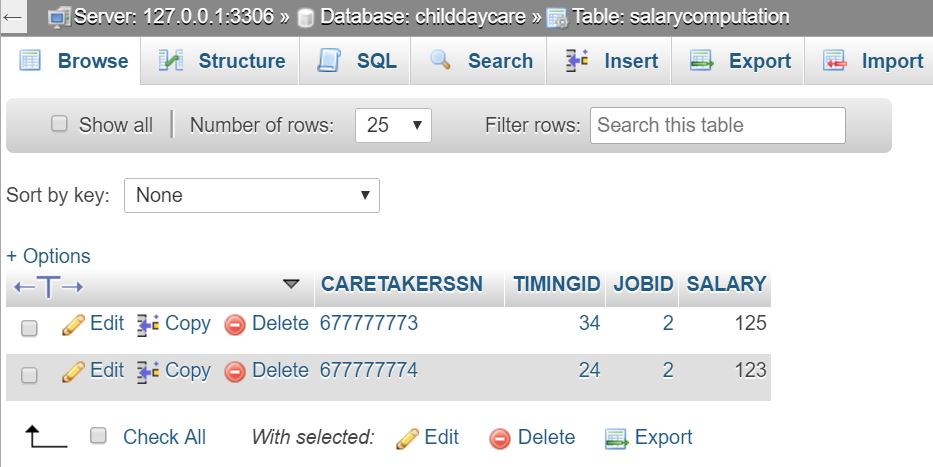 Server: 127.0.0.1:3306 » Database: childdaycare » Table: salarycomputation
Browse Structure SQL Search Insert Export Import
Show all Number of rows: 25 Filter rows: Search this table
Sort by key: None
+ Options
←T→ CARETAKERSSN TIMINGID JOBID SALARY
Edit Copy Delete 677777773 34 2 125
Edit Copy Delete 677777774 24 2 123
Check All With selected: Edit Delete Export